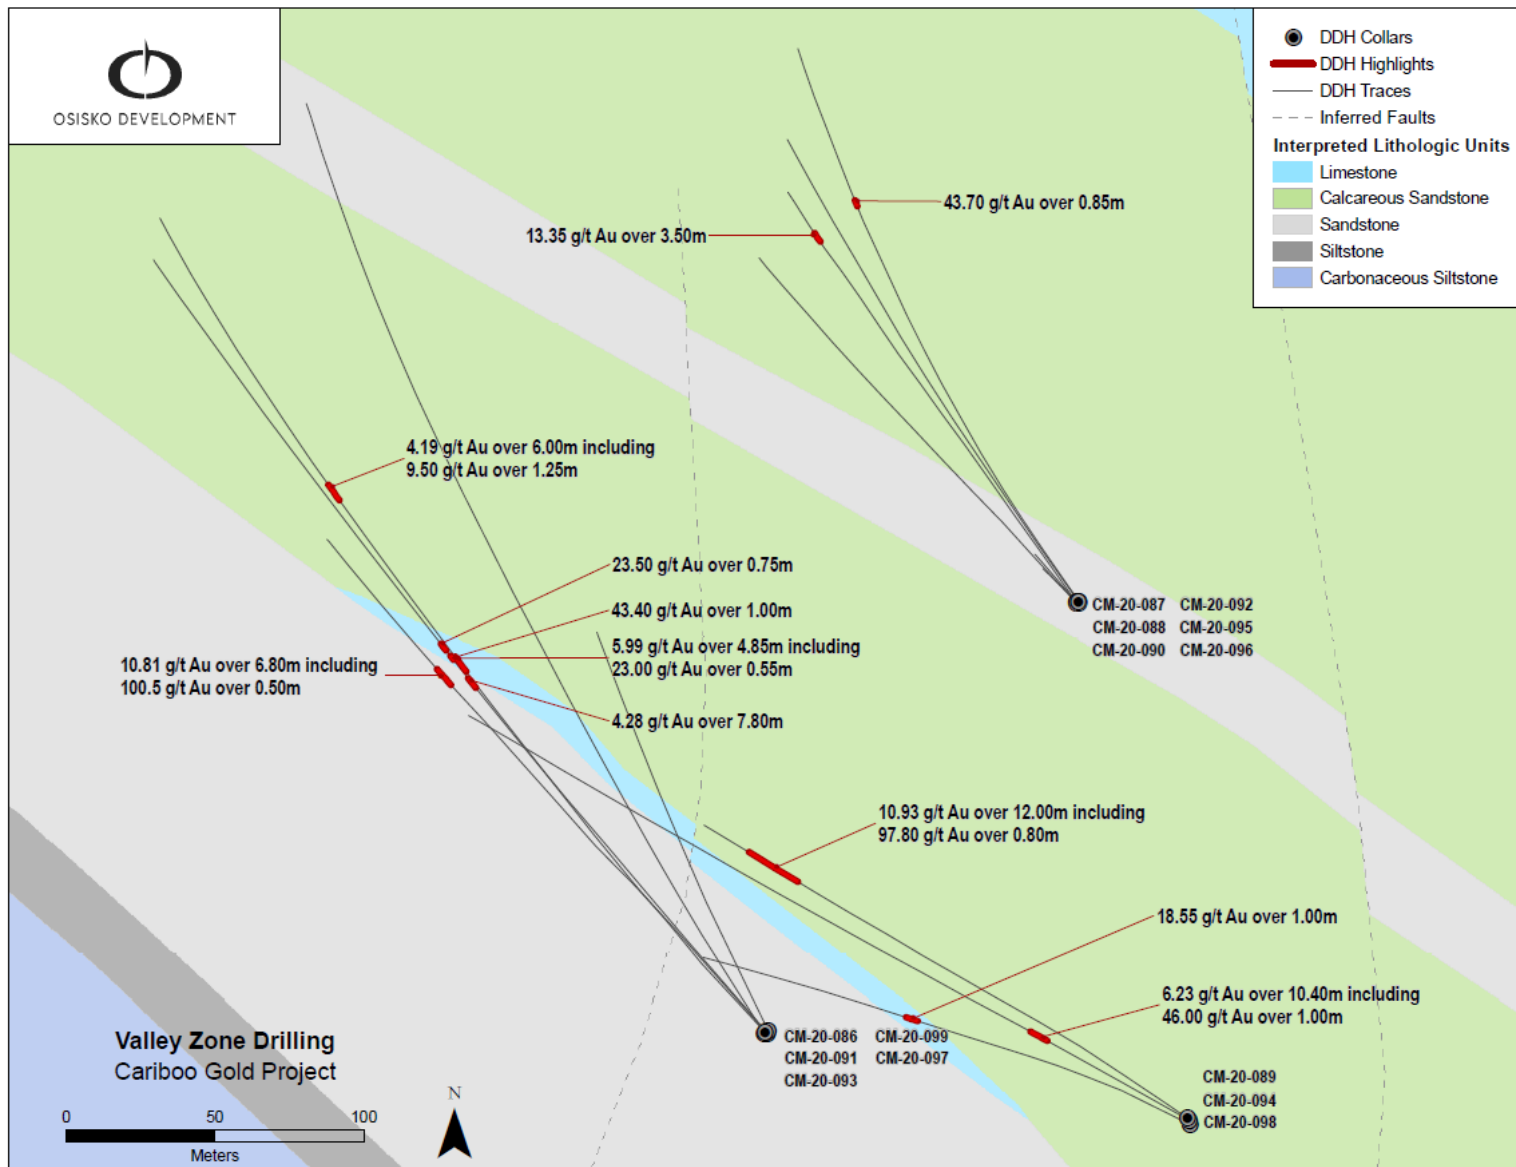 OSISKO DEVELOPMENT
DDH Collars
DDH Highlights
DDH Traces
Inferred Faults
Interpreted Lithologic Units
Limestone
Calcareous Sandstone
Sandstone
Siltstone
Carbonaceous Siltstone
43.70 g/t Au over 0.85m
13.35 g/t Au over 3.50m
4.19 g/t Au over 6.00m including
9.50 g/t Au over 1.25m
23.50 g/t Au over 0.75m
43.40 g/t Au over 1.00m
5.99 g/t Au over 4.85m including
23.00 g/t Au over 0.55m
10.81 g/t Au over 6.80m including
100.5 g/t Au over 0.50m
4.28 g/t Au over 7.80m
CM-20-087 CM-20-092
CM-20-088 CM-20-095
CM-20-090 CM-20-096
10.93 g/t Au over 12.00m including
97.80 g/t Au over 0.80m
18.55 g/t Au over 1.00m
6.23 g/t Au over 10.40m including
46.00 g/t Au over 1.00m
CM-20-086 CM-20-099
CM-20-091 CM-20-097
CM-20-093
CM-20-089
CM-20-094
CM-20-098
Valley Zone Drilling
Cariboo Gold Project
0 50 100
Meters
N